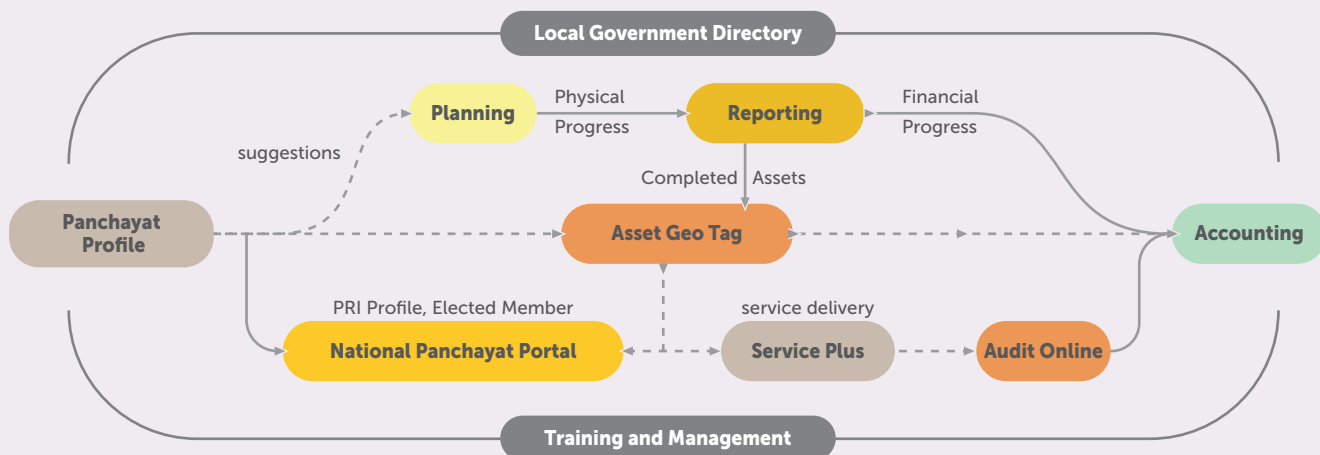 Local Government Directory
Planning
Physical
Progress
Reporting
Financial
Progress
suggestions
Completed Assets
Panchayat
Profile
Asset Geo Tag
Accounting
PRI Profile, Elected Member
National Panchayat Portal
service delivery
Service Plus
Audit Online
Training and Management